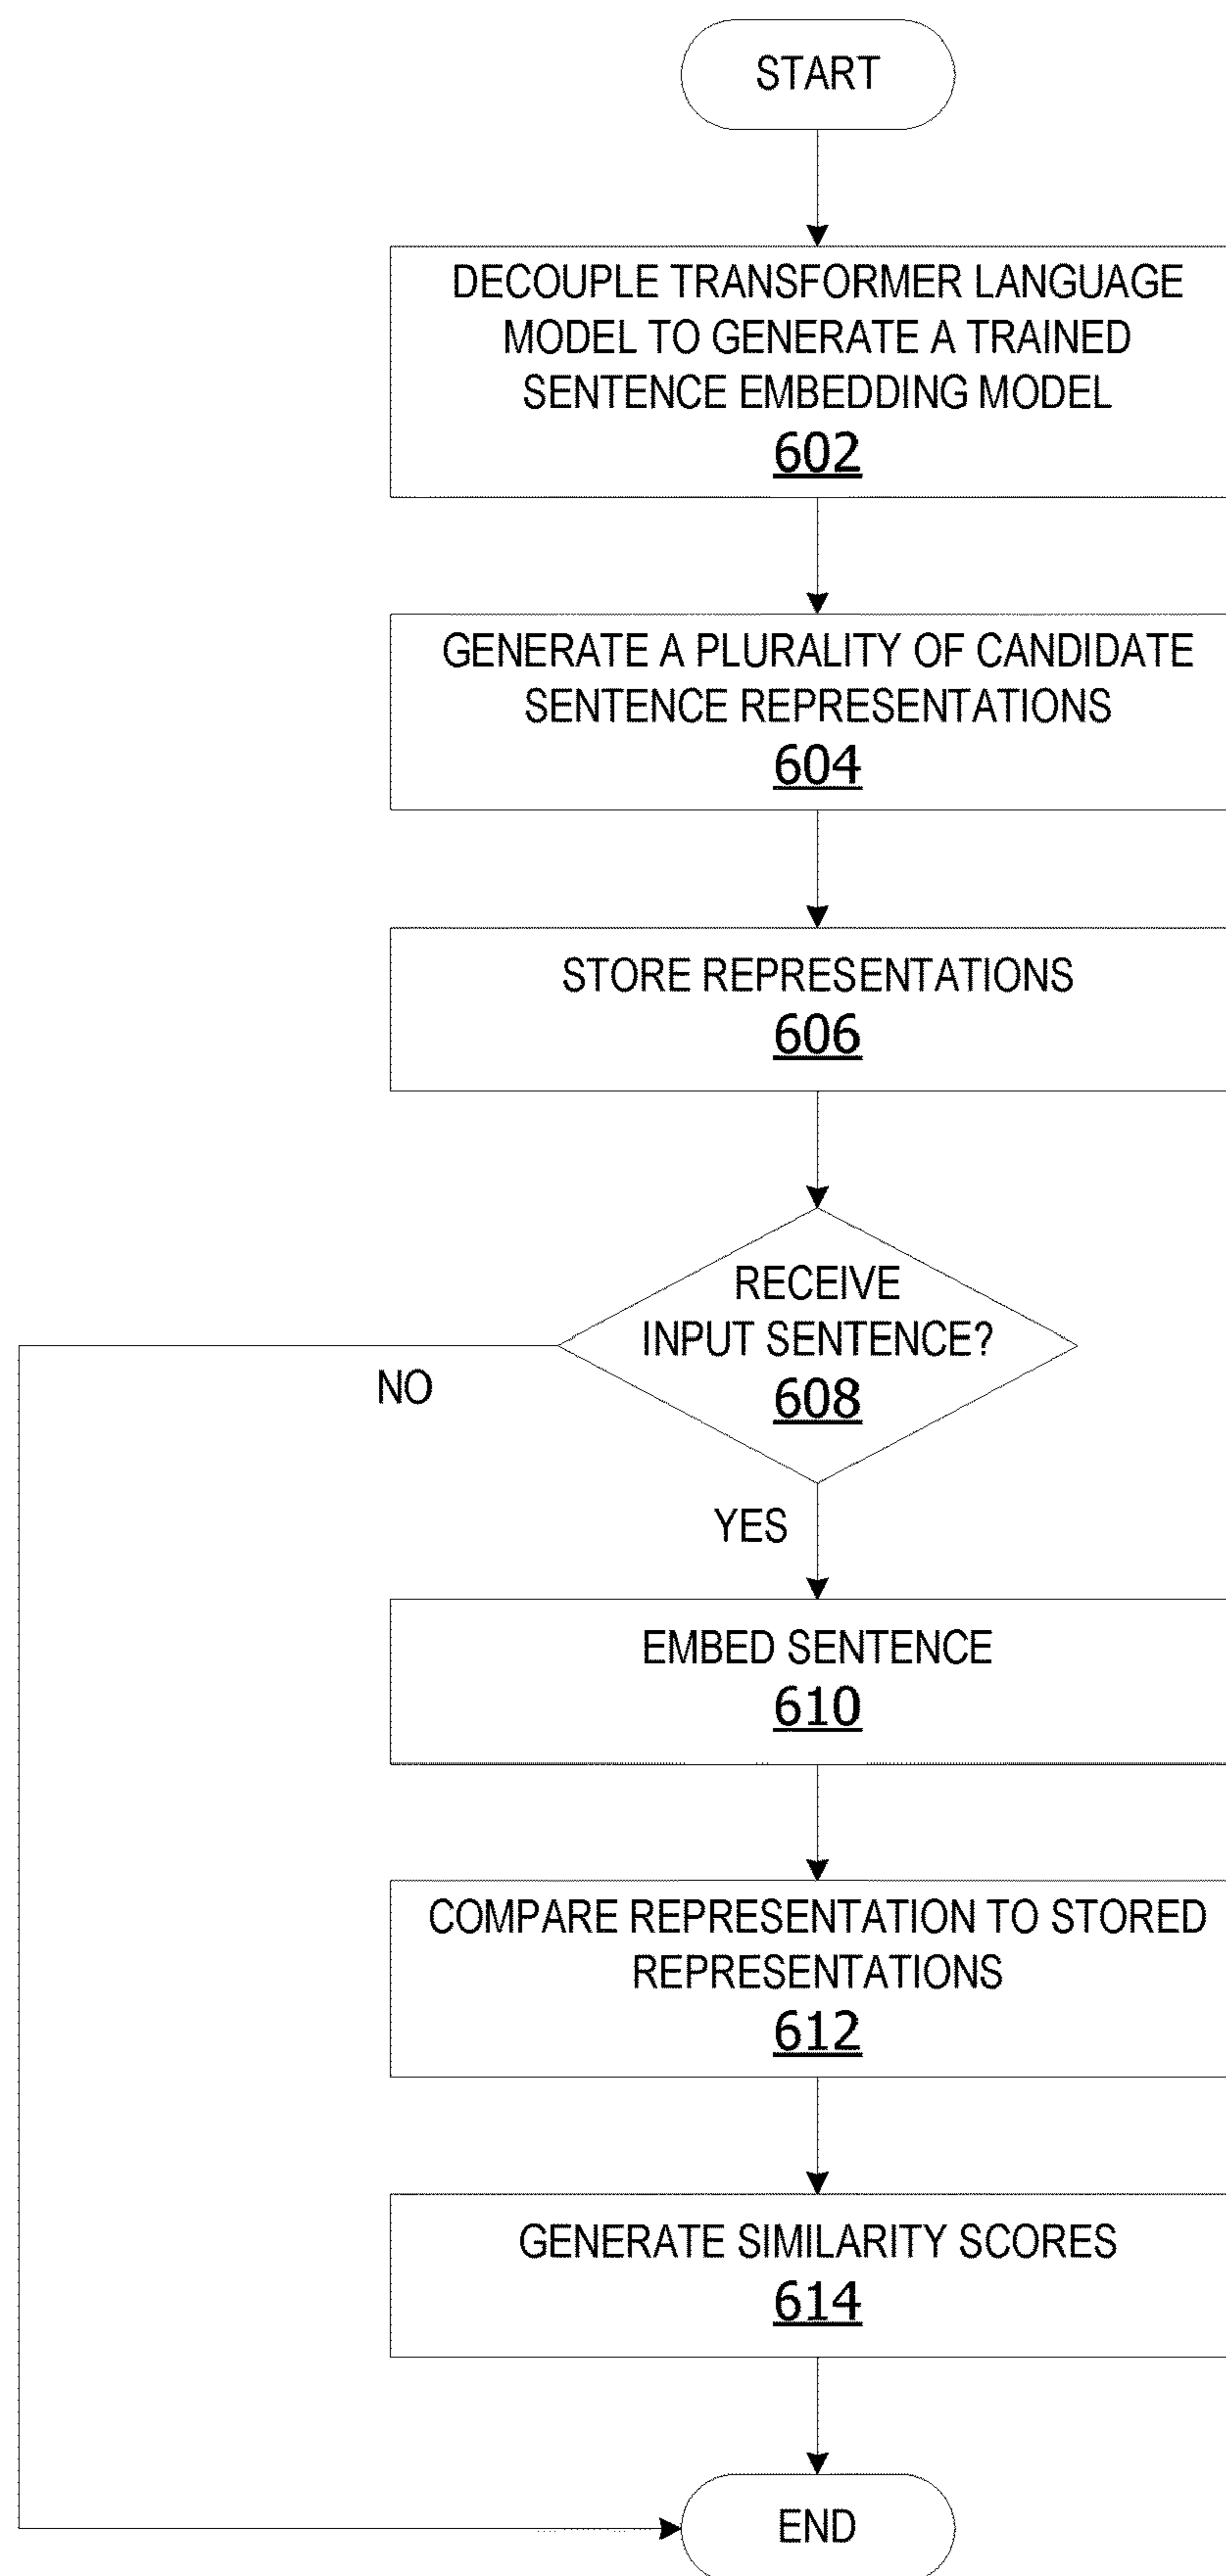 START
DECOUPLE TRANSFORMER LANGUAGE
MODEL TO GENERATE A TRAINED
SENTENCE EMBEDDING MODEL
602
GENERATE A PLURALITY OF CANDIDATE
SENTENCE REPRESENTATIONS
604
STORE REPRESENTATIONS
606
RECEIVE
INPUT SENTENCE?
608
NO
YES
EMBED SENTENCE
610
COMPARE REPRESENTATION TO STORED
REPRESENTATIONS
612
GENERATE SIMILARITY SCORES
614
END